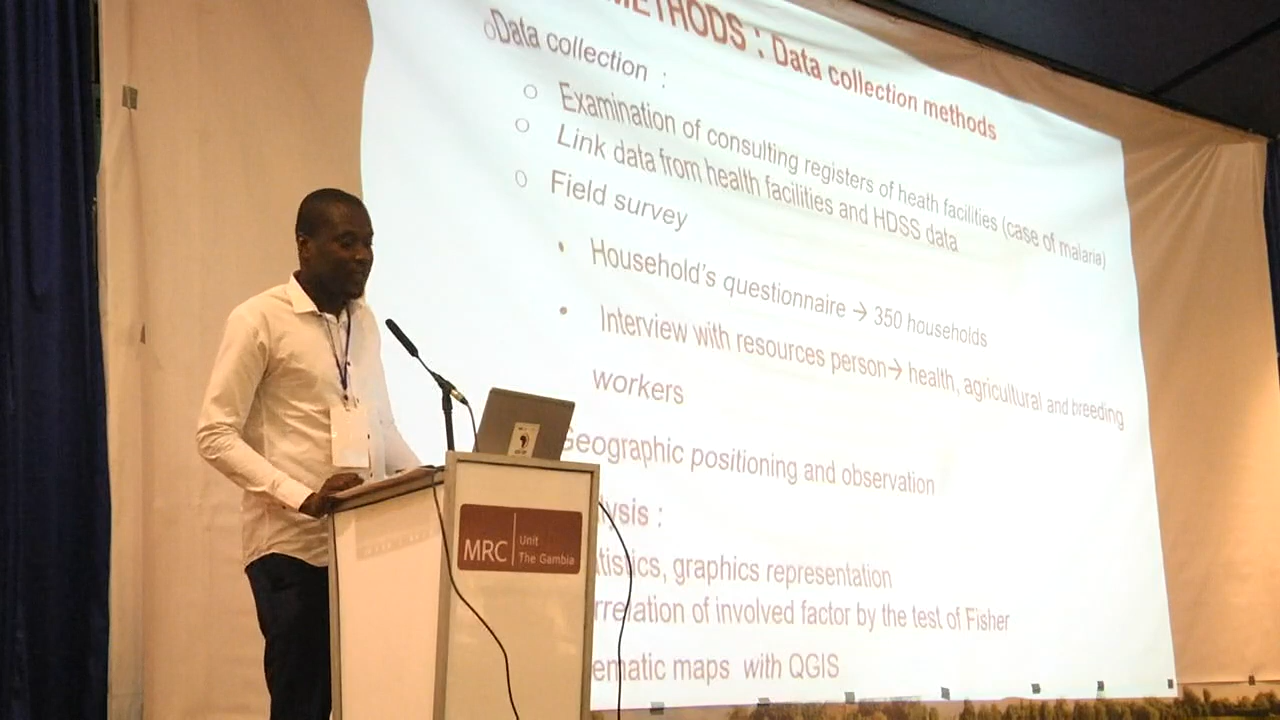 METHODS : Data collection methods
oData collection :
o Examination of consulting registers of heath facilities (case of malaria)
o Link data from health facilities and HDSS data
o Field survey
• Household's questionnaire → 350 households
• Interview with resources person→ health, agricultural and breeding
workers
Geographic positioning and observation
lysis :
tistics, graphics representation
rrelation of involved factor by the test of Fisher
ematic maps with QGIS
MRC Unit
The Gambia